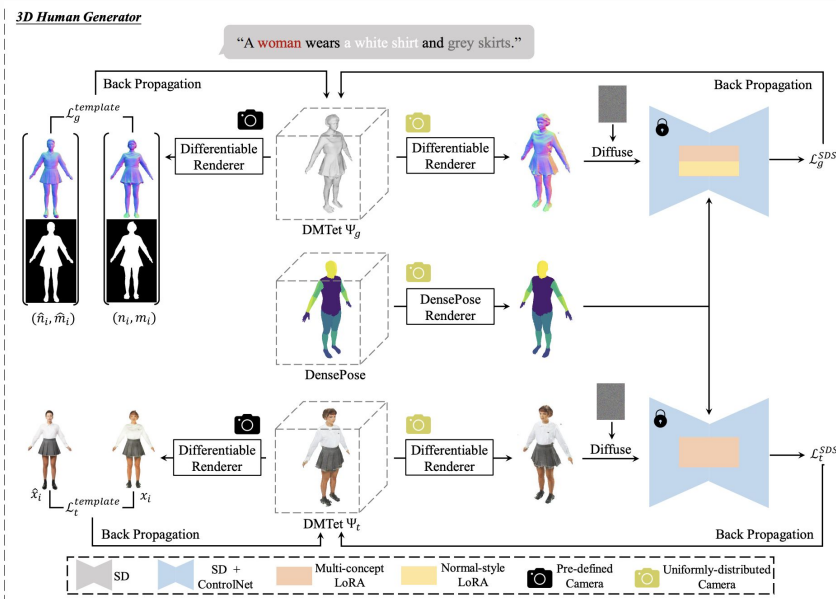 3D Human Generator
“A woman wears a white shirt and grey skirts.”
Back Propagation
Back Propagation
ℒ_g^template
Differentiable
Renderer
Differentiable
Renderer
Diffuse
ℒ_g^SDS
DMTet Ψ_g
(n̂_i, m̂_i)
(n_i, m_i)
DensePose
Renderer
DensePose
Differentiable
Renderer
Differentiable
Renderer
Diffuse
ℒ_t^SDS
x̂_i
x_i
ℒ_t^template
DMTet Ψ_t
Back Propagation
Back Propagation
SD
SD +
ControlNet
Multi-concept
LoRA
Normal-style
LoRA
Pre-defined
Camera
Uniformly-distributed
Camera